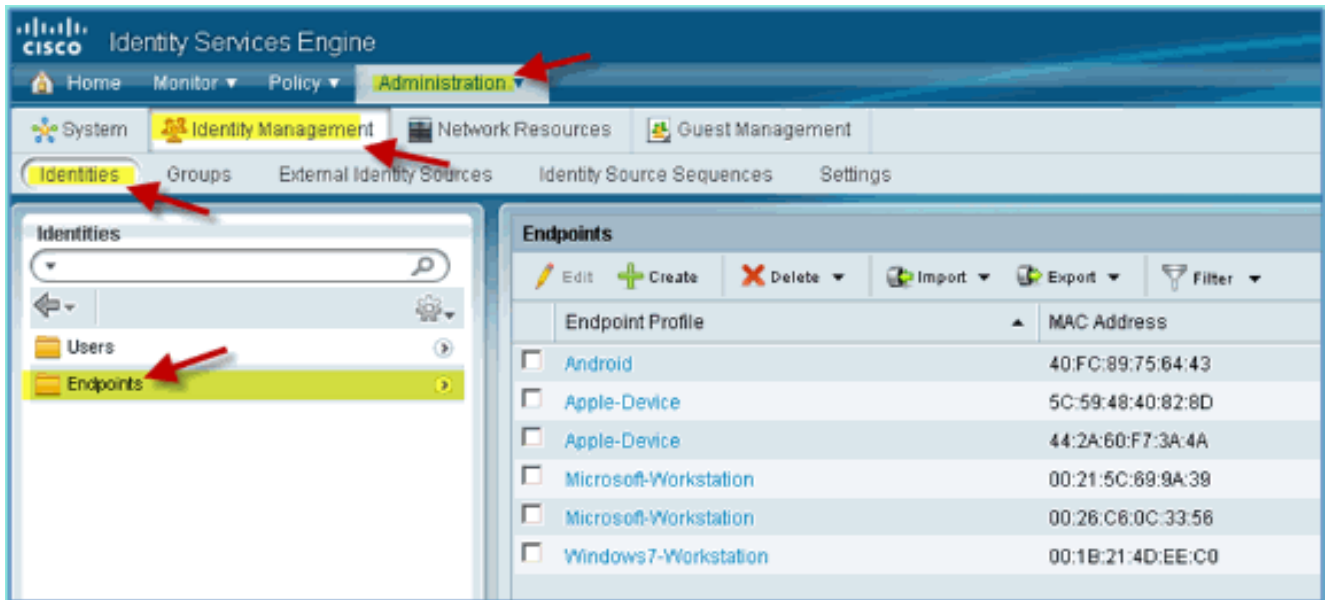 CISCO Identity Services Engine
Home Monitor Policy Administration
System Identity Management Network Resources Guest Management
Identities Groups External Identity Sources Identity Source Sequences Settings
Identities
Users
Endpoints
Endpoints
Edit Create Delete Import Export Filter
Endpoint Profile MAC Address
Android 40:FC:89:75:64:43
Apple-Device 5C:59:48:40:82:8D
Apple-Device 44:2A:60:F7:3A:4A
Microsoft-Workstation 00:21:5C:69:9A:39
Microsoft-Workstation 00:26:C6:0C:33:56
Windows7-Workstation 00:1B:21:4D:EE:C0